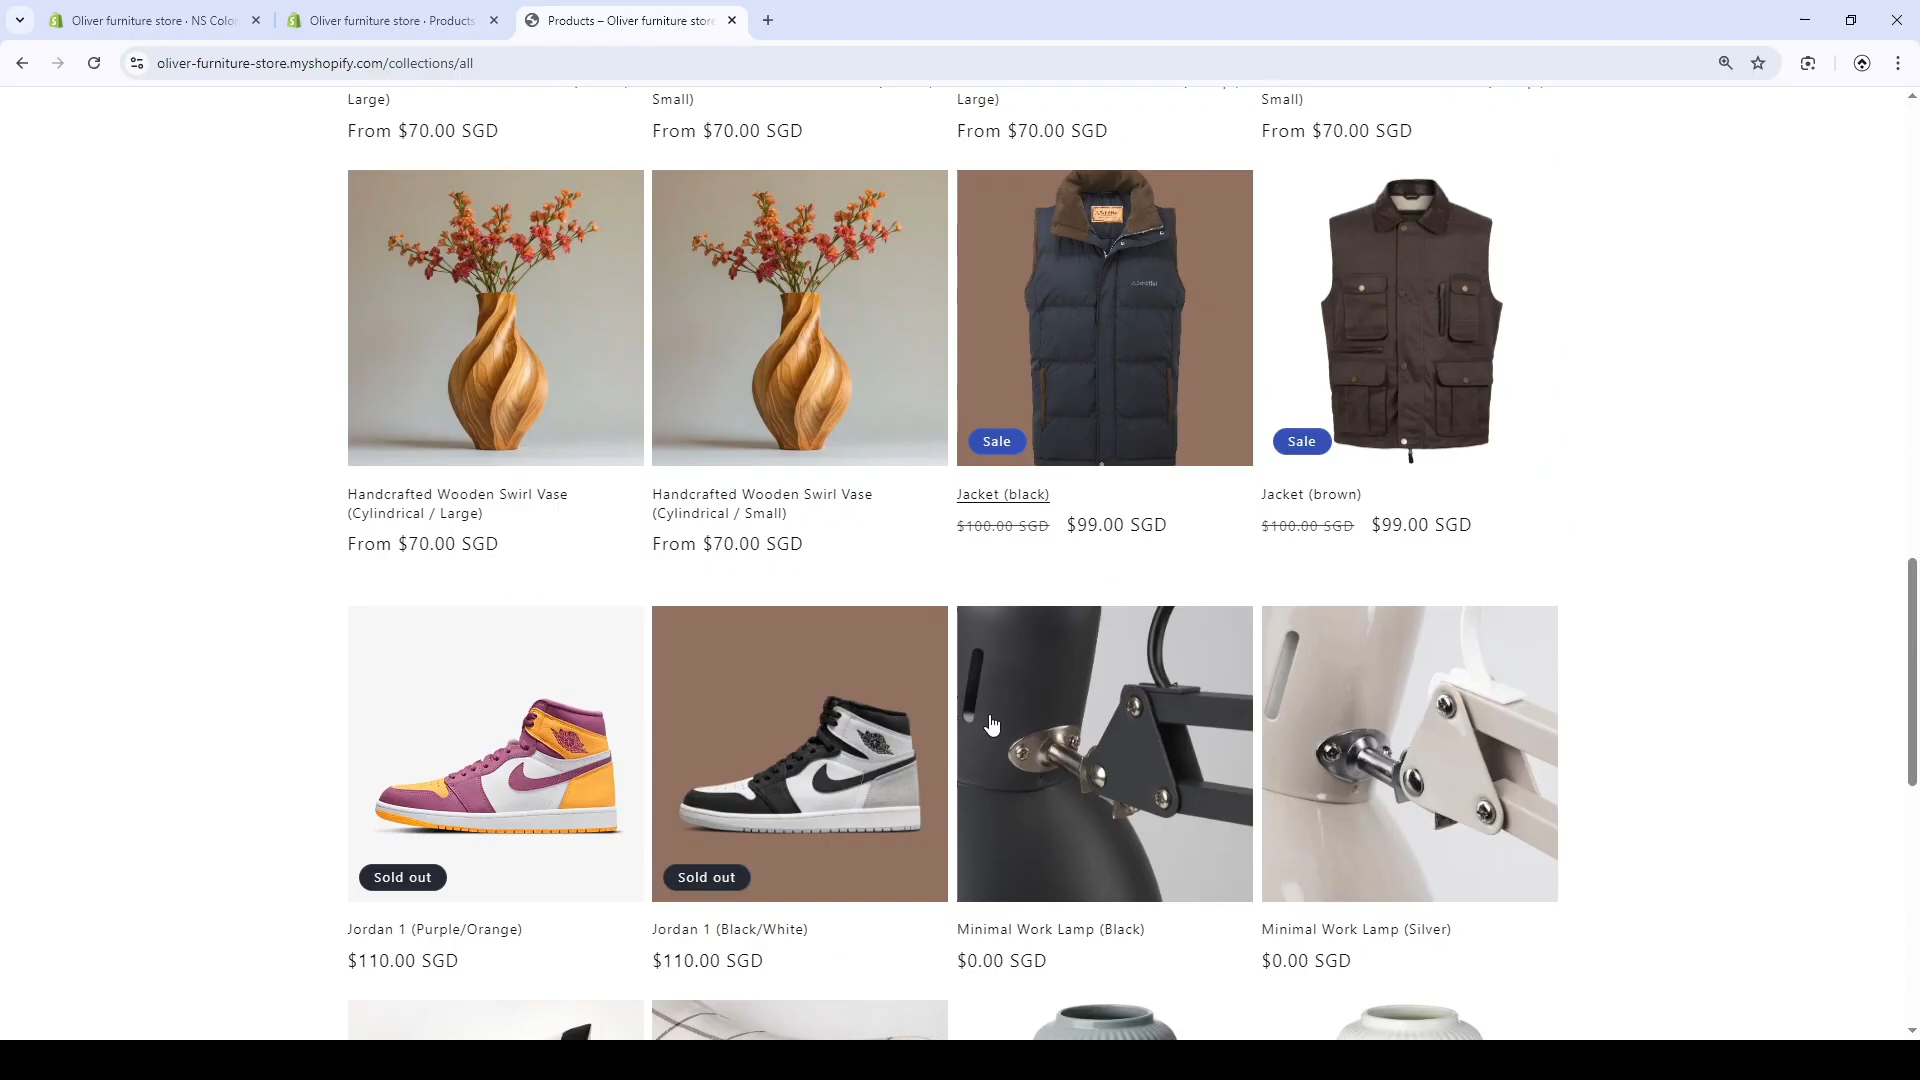 Oliver furniture store · NS Color
Oliver furniture store · Products
Products – Oliver furniture store
oliver-furniture-store.myshopify.com/collections/all
Large)
Small)
Large)
Small)
From $70.00 SGD
From $70.00 SGD
From $70.00 SGD
From $70.00 SGD
Sale
Sale
Handcrafted Wooden Swirl Vase
(Cylindrical / Large)
From $70.00 SGD
Handcrafted Wooden Swirl Vase
(Cylindrical / Small)
From $70.00 SGD
Jacket (black)
$100.00 SGD $99.00 SGD
Jacket (brown)
$100.00 SGD $99.00 SGD
Sold out
Sold out
Jordan 1 (Purple/Orange)
$110.00 SGD
Jordan 1 (Black/White)
$110.00 SGD
Minimal Work Lamp (Black)
$0.00 SGD
Minimal Work Lamp (Silver)
$0.00 SGD